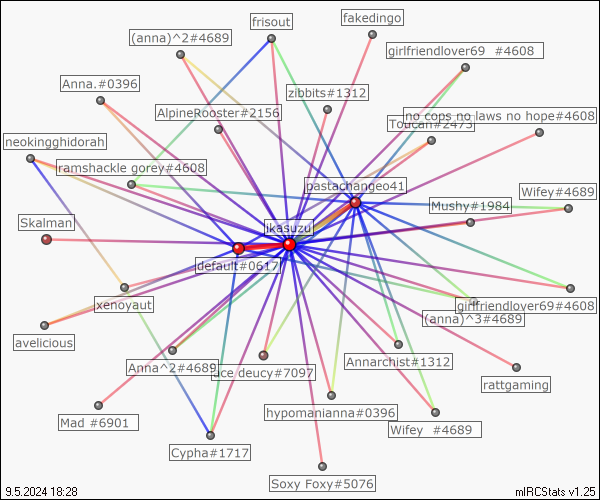 fakedingo
frisout
(anna)^2#4689
girlfriendlover69 #4608
Anna.#0396
zibbits#1312
AlpineRooster#2156
no cops no laws no hope#4608
Toucan#2473
neokingghidorah
ramshackle gorey#4608
pastachangeo41
Wifey#4689
Mushy#1984
Skalman
ikasuzu
default#0617
xenoyaut
girlfriendlover69#4608
(anna)^3#4689
avelicious
Annarchist#1312
Anna^2#4689
ace deucy#7097
rattgaming
hypomanianna#0396
Mad #6901
Wifey #4689
Cypha#1717
Soxy Foxy#5076
9.5.2024 18:28
mIRCStats v1.25